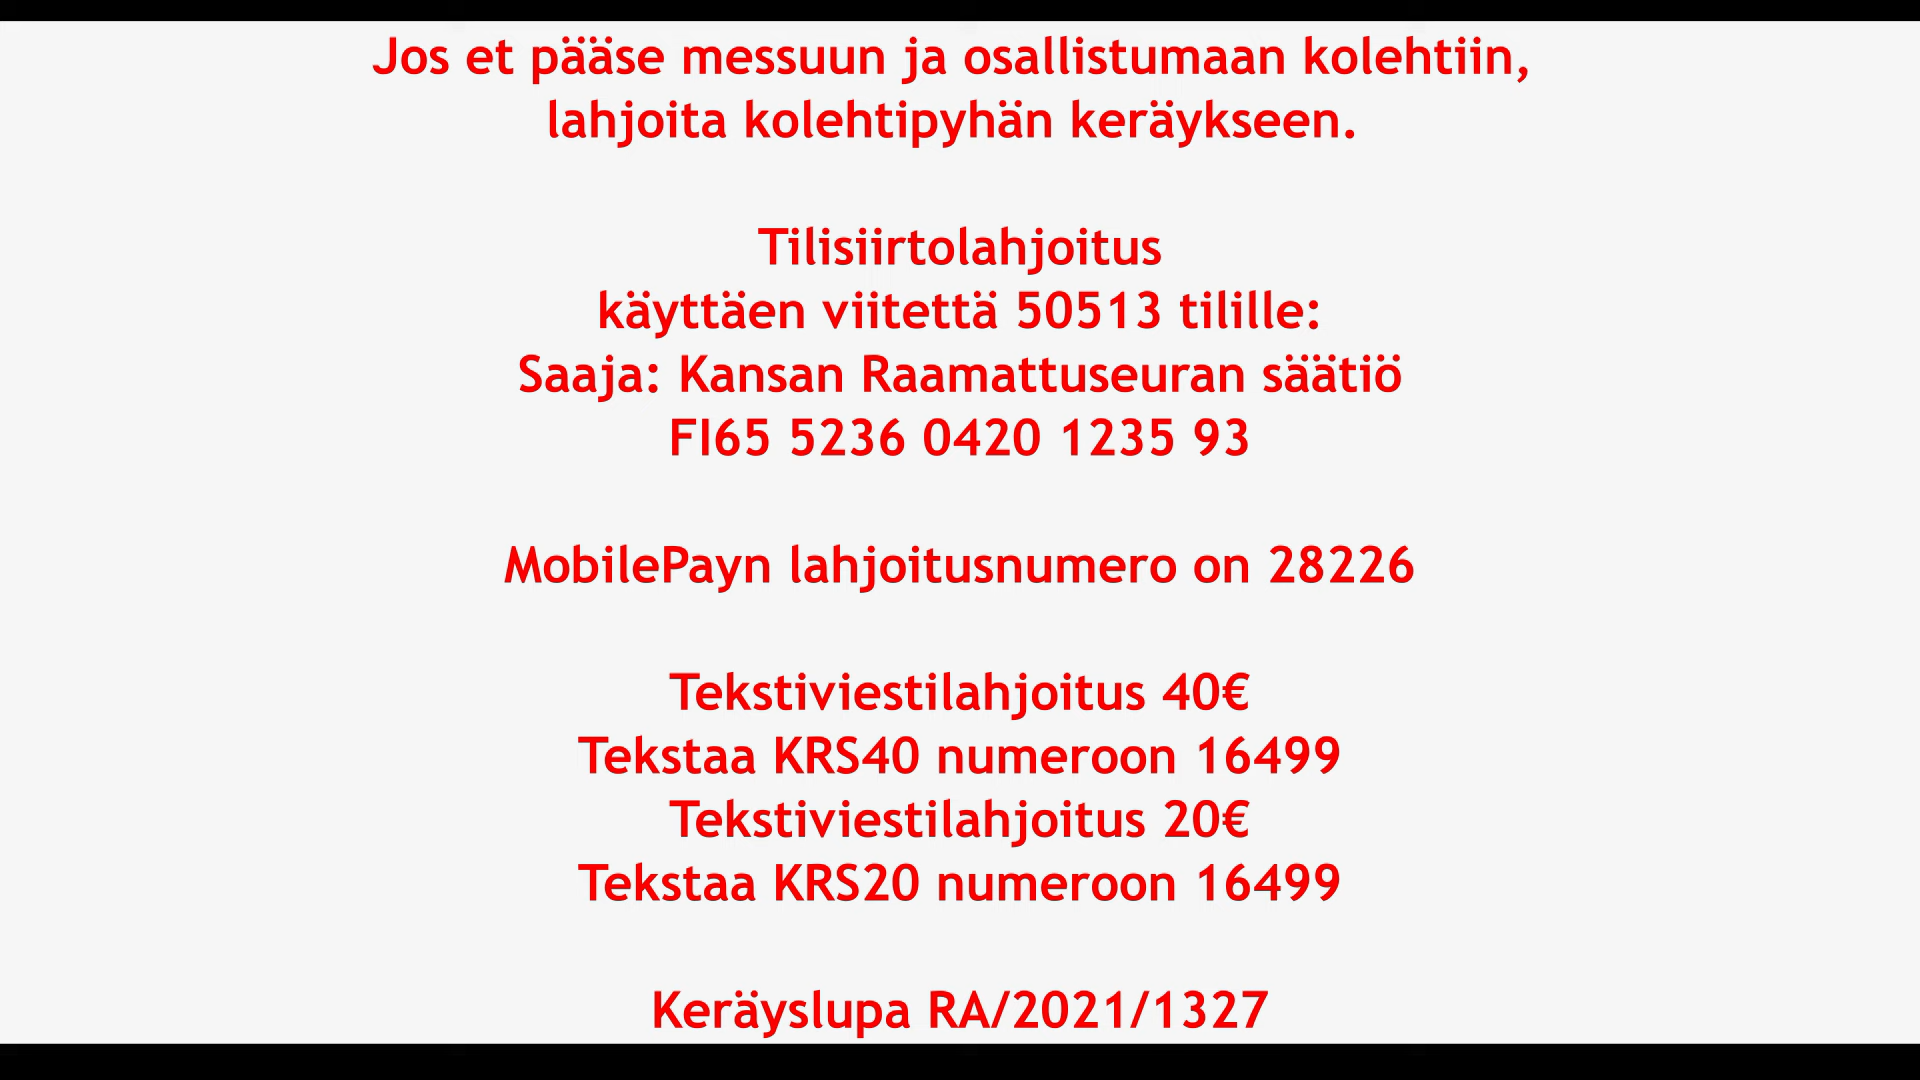 Jos et pääse messuun ja osallistumaan kolehtiin,
lahjoita kolehtipyhän keräykseen.
Tilisiirtolahjoitus
käyttäen viitettä 50513 tilille:
Saaja: Kansan Raamattuseuran säätiö
FI65 5236 0420 1235 93
MobilePayn lahjoitusnumero on 28226
Tekstiviestilahjoitus 40€
Tekstaa KRS40 numeroon 16499
Tekstiviestilahjoitus 20€
Tekstaa KRS20 numeroon 16499
Keräyslupa RA/2021/1327